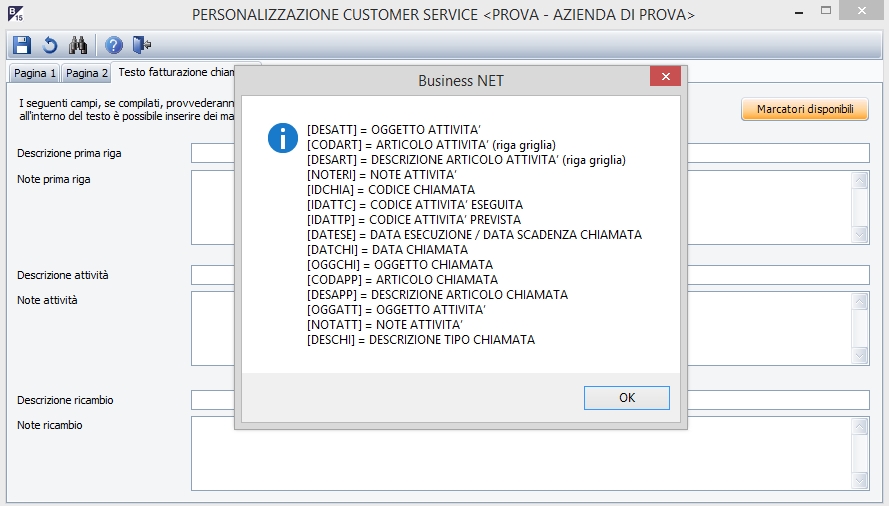 B
15
PERSONALIZZAZIONE CUSTOMER SERVICE <PROVA - AZIENDA DI PROVA>
Pagina 1
Pagina 2
Testo fatturazione
I seguenti campi, se compilati,
all'interno del testo è possibile inserire dei
Marcatori disponibili
Descrizione prima riga
Note prima riga
Descrizione attività
Note attività
Descrizione ricambio
Note ricambio
Business NET
[DESATT] = OGGETTO ATTIVITA'
[CODART] = ARTICOLO ATTIVITA' (riga griglia)
[DESART] = DESCRIZIONE ARTICOLO ATTIVITA' (riga griglia)
[NOTERI] = NOTE ATTIVITA'
[IDCHIA] = CODICE CHIAMATA
[IDATTC] = CODICE ATTIVITA' ESEGUITA
[IDATTP] = CODICE ATTIVITA' PREVISTA
[DATESE] = DATA ESECUZIONE / DATA SCADENZA CHIAMATA
[DATCHI] = DATA CHIAMATA
[OGGCHI] = OGGETTO CHIAMATA
[CODAPP] = ARTICOLO CHIAMATA
[DESAPP] = DESCRIZIONE ARTICOLO CHIAMATA
[OGGATT] = OGGETTO ATTIVITA'
[NOTATT] = NOTE ATTIVITA'
[DESCHI] = DESCRIZIONE TIPO CHIAMATA
OK